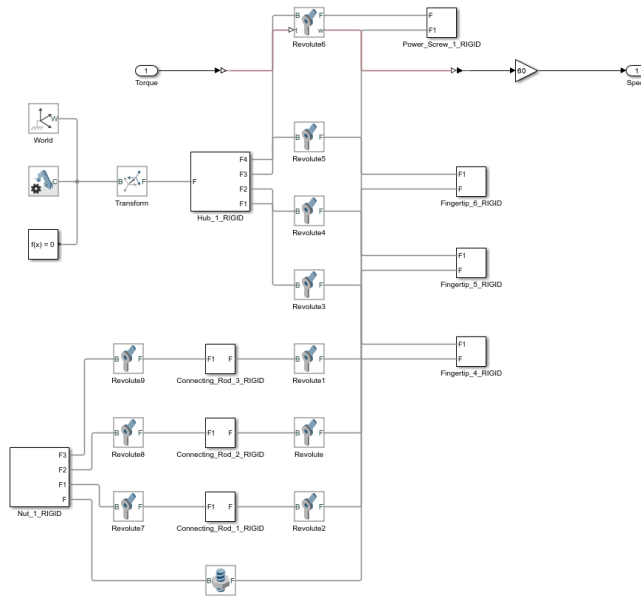 B F
t w
Revolute6
F
F1
Power_Screw_1_RIGID
1
Torque
60
1
Spe
W
World
C
B F
Transform
f(x) = 0
F
F4
F3
F2
F1
Hub_1_RIGID
B F
Revolute5
B F
Revolute4
B F
Revolute3
F1
F
Fingertip_6_RIGID
F1
F
Fingertip_5_RIGID
F1
F
Fingertip_4_RIGID
B F
Revolute9
F1 F
Connecting_Rod_3_RIGID
B F
Revolute1
B F
Revolute8
F1 F
Connecting_Rod_2_RIGID
B F
Revolute
F3
F2
F1
F
Nut_1_RIGID
B F
Revolute7
F1 F
Connecting_Rod_1_RIGID
B F
Revolute2
B F